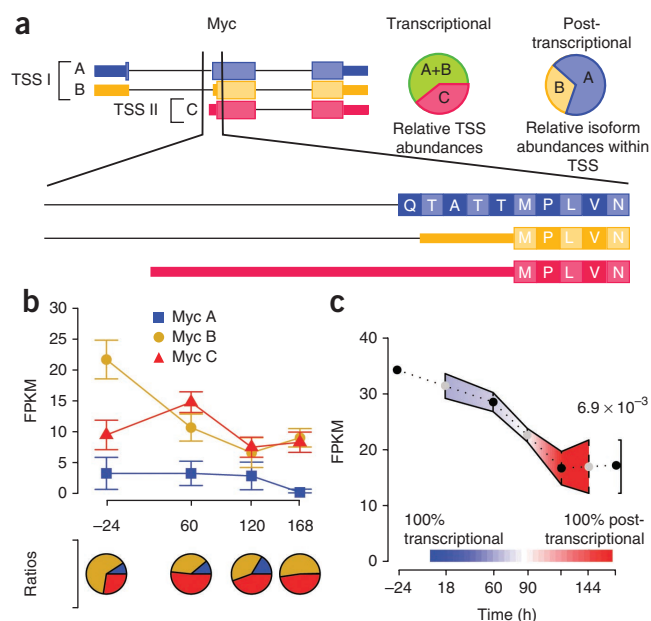 a
Myc
Transcriptional
Post-
transcriptional
TSS I
A
B
TSS II
C
A+B
C
B
A
Relative TSS
abundances
Relative isoform
abundances within
TSS
Q T A T T M P L V N
M P L V N
M P L V N
b
Myc A
Myc B
Myc C
FPKM
30
25
20
15
10
5
0
–24 60 120 168
Ratios
c
FPKM
40
30
20
10
0
6.9 × 10⁻³
100%
transcriptional
100% post-
transcriptional
–24 18 60 90 144
Time (h)